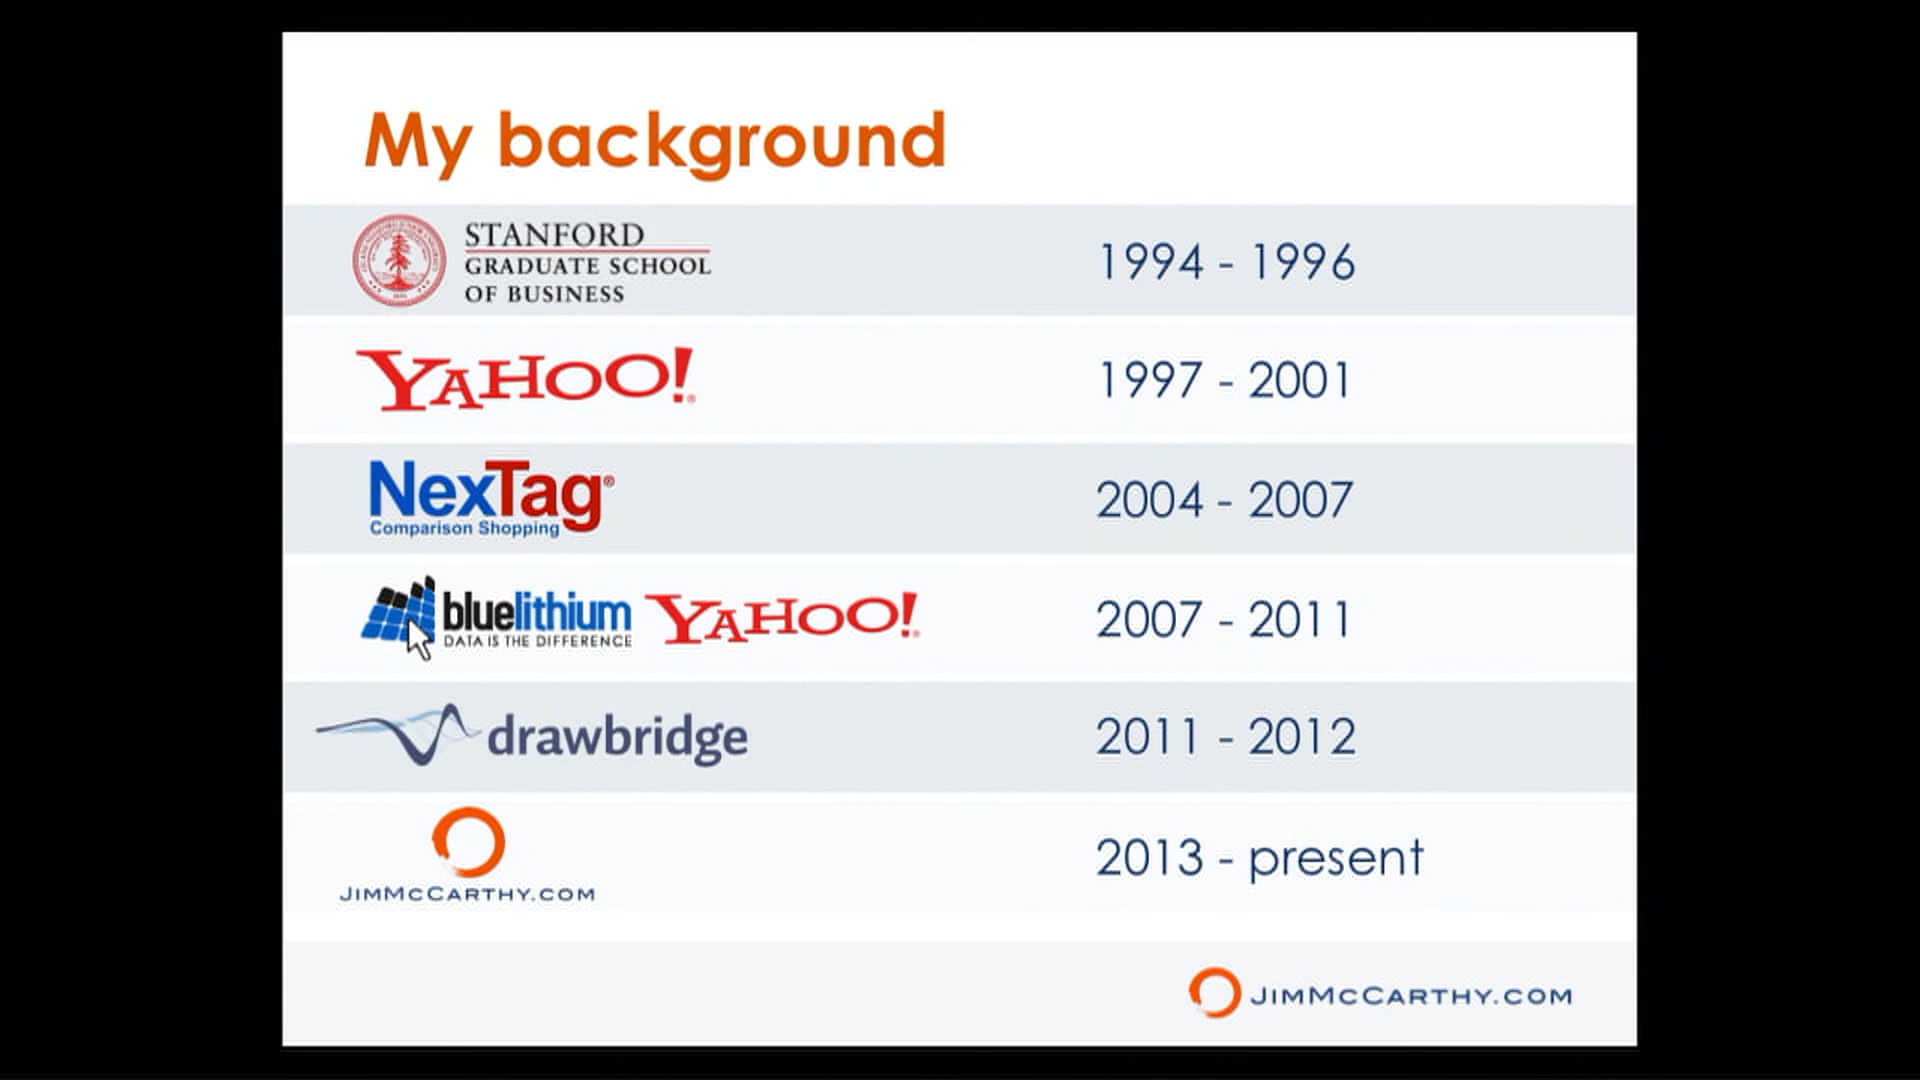 My background
STANFORD
GRADUATE SCHOOL
OF BUSINESS
1994 - 1996
YAHOO!
1997 - 2001
NexTag
Comparison Shopping
2004 - 2007
bluelithium
DATA IS THE DIFFERENCE
YAHOO!
2007 - 2011
drawbridge
2011 - 2012
JIMMCCARTHY.COM
2013 - present
JIMMCCARTHY.COM